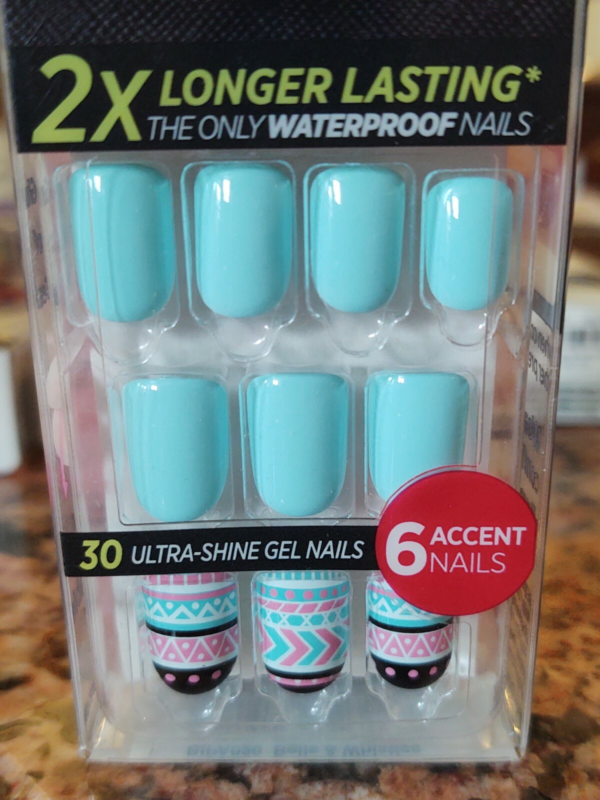 2X LONGER LASTING*
THE ONLY WATERPROOF NAILS
30 ULTRA-SHINE GEL NAILS
6 ACCENT
NAILS